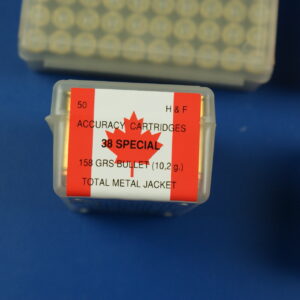 50 H & F
ACCURACY CARTRIDGES
38 SPECIAL
158 GRS BULLET (10,2 g.)
TOTAL METAL JACKET